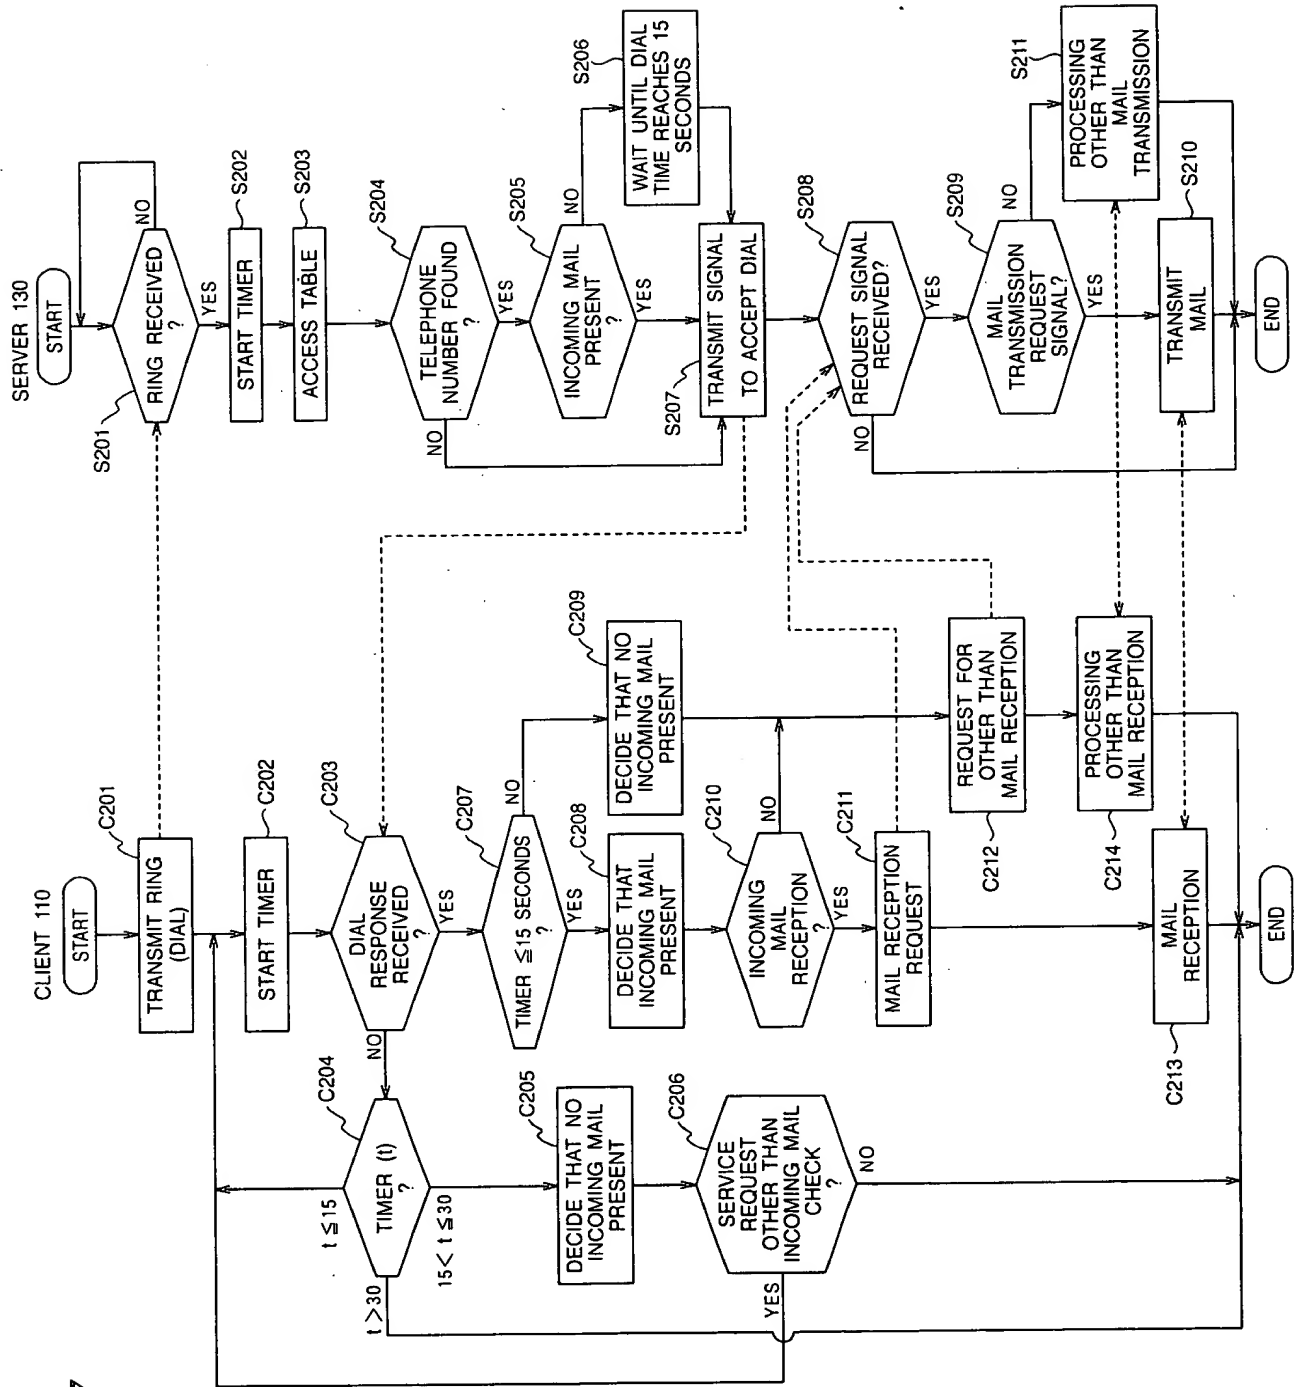 CLIENT 110
START
TRANSMIT RING
(DIAL)
C201
START TIMER
C202
DIAL
RESPONSE
RECEIVED
?
C203
NO
YES
TIMER (t)
?
C204
t ≦ 15
15 < t ≦ 30
t > 30
DECIDE THAT NO
INCOMING MAIL
PRESENT
C205
SERVICE
REQUEST
OTHER THAN
INCOMING MAIL
CHECK
?
C206
YES
NO
TIMER ≦ 15 SECONDS
?
C207
NO
YES
DECIDE THAT
INCOMING MAIL
PRESENT
C208
DECIDE THAT NO
INCOMING MAIL
PRESENT
C209
INCOMING
MAIL
RECEPTION
?
C210
NO
YES
MAIL RECEPTION
REQUEST
C211
REQUEST FOR
OTHER THAN
MAIL RECEPTION
C212
PROCESSING
OTHER THAN
MAIL RECEPTION
C214
MAIL
RECEPTION
C213
END
SERVER 130
START
RING RECEIVED
?
S201
NO
YES
START TIMER
S202
ACCESS TABLE
S203
TELEPHONE
NUMBER FOUND
?
S204
NO
YES
INCOMING MAIL
PRESENT
?
S205
NO
YES
WAIT UNTIL DIAL
TIME REACHES 15
SECONDS
S206
TRANSMIT SIGNAL
TO ACCEPT DIAL
S207
REQUEST SIGNAL
RECEIVED?
S208
NO
YES
MAIL
TRANSMISSION
REQUEST
SIGNAL?
S209
NO
YES
PROCESSING
OTHER THAN
MAIL
TRANSMISSION
S211
TRANSMIT
MAIL
S210
END